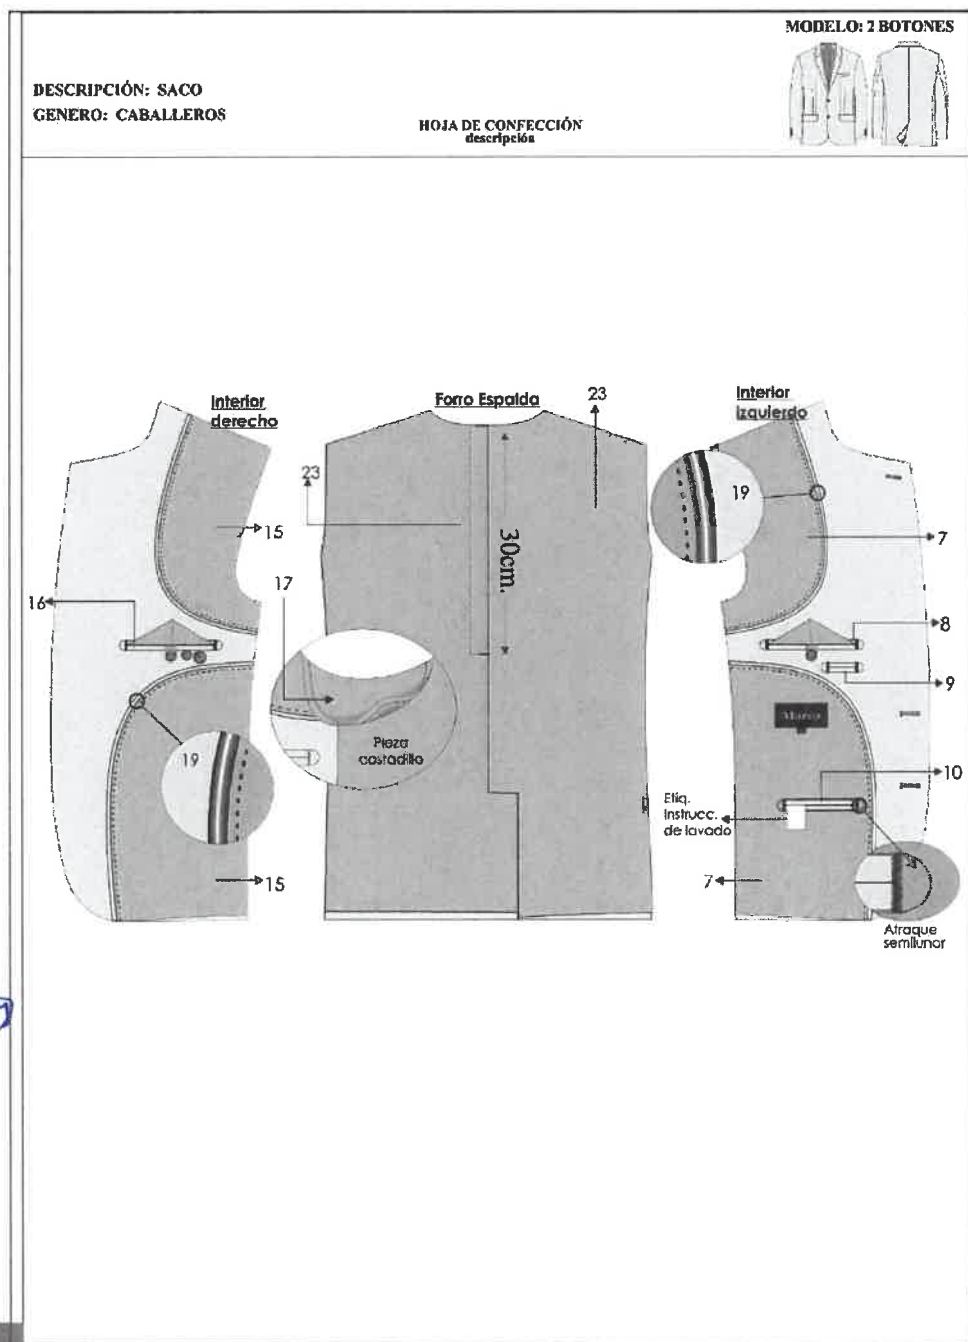 MODELO: 2 BOTONES
DESCRIPCIÓN: SACO
GENERO: CABALLEROS
HOJA DE CONFECCIÓN
descripción
Interior
derecho
Forro Espalda
23
Interior
Izquierdo
23
19
15
30cm.
7
17
16
8
9
Marca
Pieza
costadillo
19
10
Etiq.
Instrucc.
de lavado
15
7
Atraque
semilunar